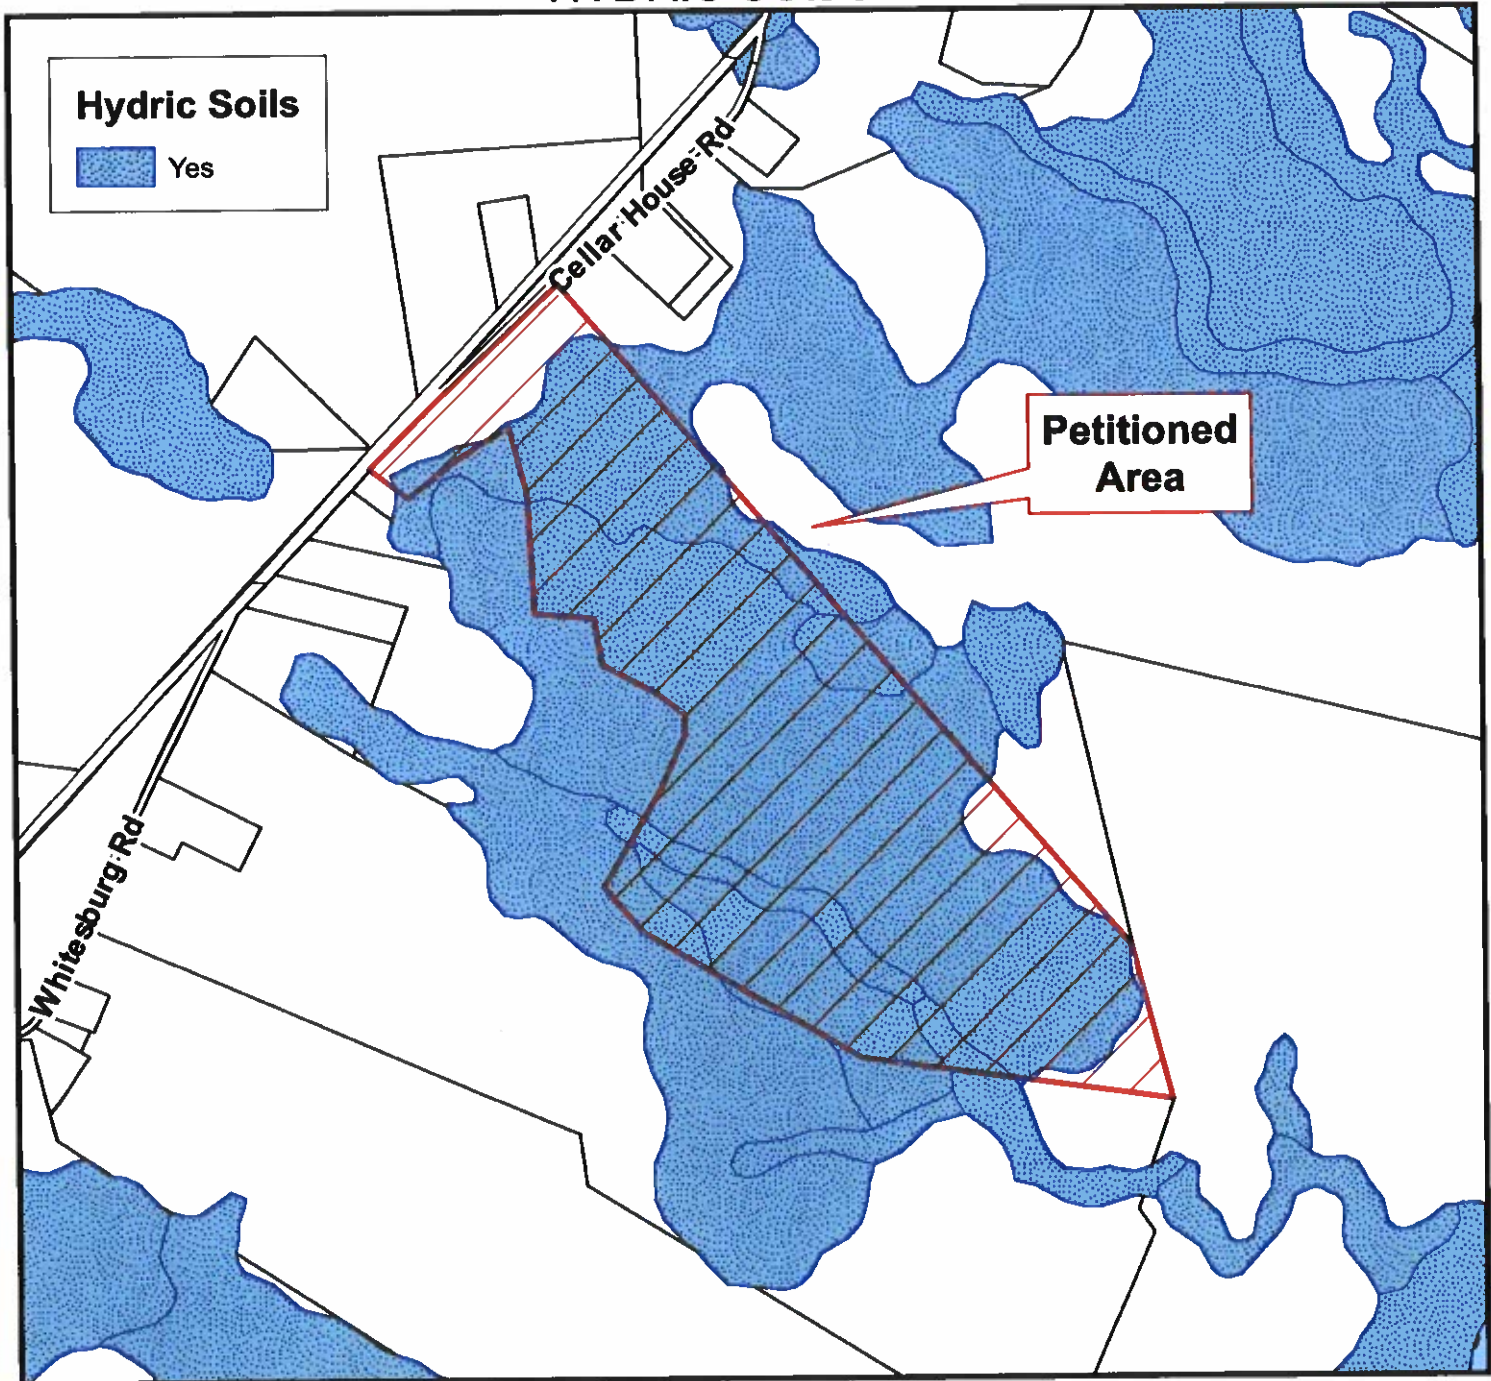 Hydric Soils
Yes
Cellar House Rd
Petitioned
Area
Whitesburg Rd